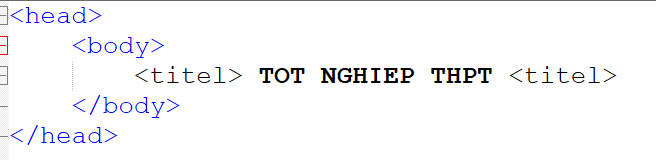 <head>
<body>
<titel> TOT NGHIEP THPT <titel>
</body>
</head>